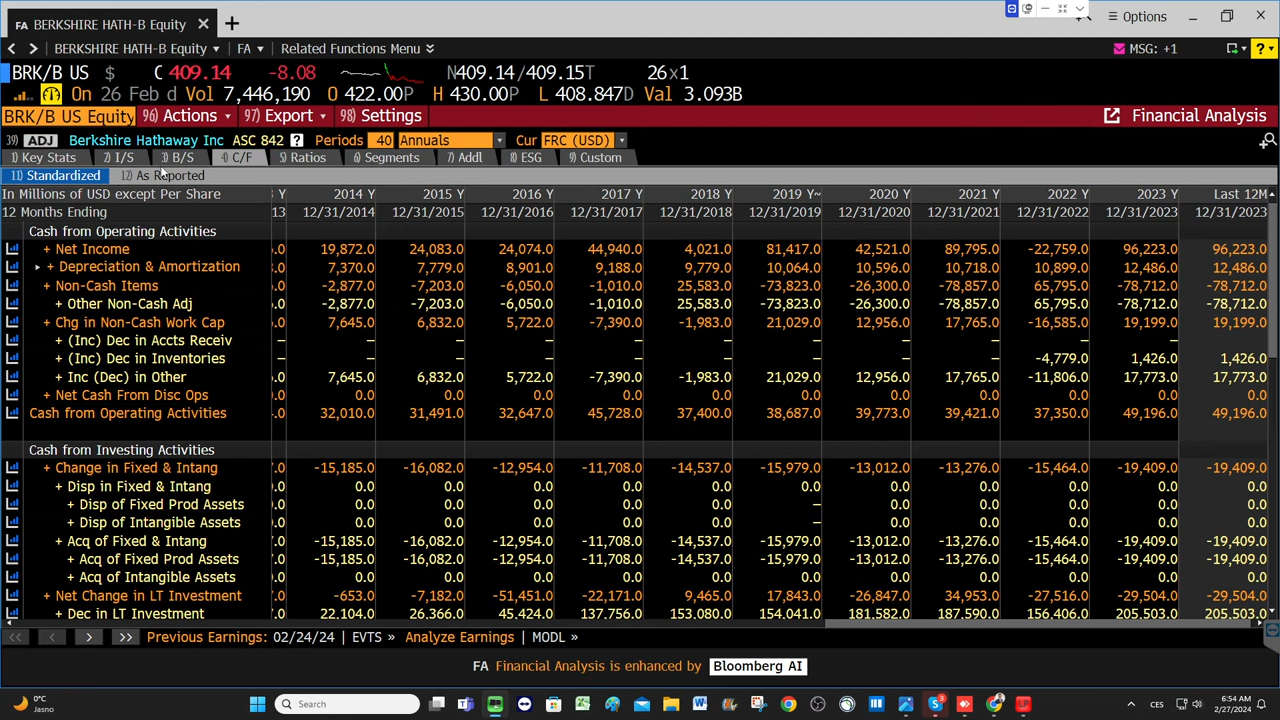 FA BERKSHIRE HATH-B Equity
Options
BERKSHIRE HATH-B Equity FA Related Functions Menu MSG: +1 ?
BRK/B US $ C 409.14 -8.08 N409.14/409.15T 26x1
On 26 Feb d Vol 7,446,190 O 422.00P H 430.00P L 408.847D Val 3.093B
BRK/B US Equity 96) Actions 97) Export 98) Settings Financial Analysis
39) ADJ Berkshire Hathaway Inc ASC 842 ? Periods 40 Annuals Cur FRC (USD)
1) Key Stats 2) I/S 3) B/S 4) C/F 5) Ratios 6) Segments 7) Addl 8) ESG 9) Custom
11) Standardized 12) As Reported
In Millions of USD except Per Share 3 Y 2014 Y 2015 Y 2016 Y 2017 Y 2018 Y 2019 Y~ 2020 Y 2021 Y 2022 Y 2023 Y Last 12M
12 Months Ending 13 12/31/2014 12/31/2015 12/31/2016 12/31/2017 12/31/2018 12/31/2019 12/31/2020 12/31/2021 12/31/2022 12/31/2023 12/31/2023
Cash from Operating Activities
+ Net Income 19,872.0 24,083.0 24,074.0 44,940.0 4,021.0 81,417.0 42,521.0 89,795.0 -22,759.0 96,223.0 96,223.0
+ Depreciation & Amortization 7,370.0 7,779.0 8,901.0 9,188.0 9,779.0 10,064.0 10,596.0 10,718.0 10,899.0 12,486.0 12,486.0
+ Non-Cash Items -2,877.0 -7,203.0 -6,050.0 -1,010.0 25,583.0 -73,823.0 -26,300.0 -78,857.0 65,795.0 -78,712.0 -78,712.0
+ Other Non-Cash Adj -2,877.0 -7,203.0 -6,050.0 -1,010.0 25,583.0 -73,823.0 -26,300.0 -78,857.0 65,795.0 -78,712.0 -78,712.0
+ Chg in Non-Cash Work Cap 7,645.0 6,832.0 5,722.0 -7,390.0 -1,983.0 21,029.0 12,956.0 17,765.0 -16,585.0 19,199.0 19,199.0
+ (Inc) Dec in Accts Receiv – – – – – – – – – – –
+ (Inc) Dec in Inventories – – – – – – – – -4,779.0 1,426.0 1,426.0
+ Inc (Dec) in Other 7,645.0 6,832.0 5,722.0 -7,390.0 -1,983.0 21,029.0 12,956.0 17,765.0 -11,806.0 17,773.0 17,773.0
+ Net Cash From Disc Ops 0.0 0.0 0.0 0.0 0.0 0.0 0.0 0.0 0.0 0.0 0.0
Cash from Operating Activities 32,010.0 31,491.0 32,647.0 45,728.0 37,400.0 38,687.0 39,773.0 39,421.0 37,350.0 49,196.0 49,196.0
Cash from Investing Activities
+ Change in Fixed & Intang -15,185.0 -16,082.0 -12,954.0 -11,708.0 -14,537.0 -15,979.0 -13,012.0 -13,276.0 -15,464.0 -19,409.0 -19,409.0
+ Disp in Fixed & Intang 0.0 0.0 0.0 0.0 0.0 0.0 0.0 0.0 0.0 0.0 0.0
+ Disp of Fixed Prod Assets 0.0 0.0 0.0 0.0 0.0 – 0.0 0.0 0.0 0.0 0.0
+ Disp of Intangible Assets 0.0 0.0 0.0 0.0 0.0 – 0.0 0.0 0.0 0.0 0.0
+ Acq of Fixed & Intang -15,185.0 -16,082.0 -12,954.0 -11,708.0 -14,537.0 -15,979.0 -13,012.0 -13,276.0 -15,464.0 -19,409.0 -19,409.0
+ Acq of Fixed Prod Assets -15,185.0 -16,082.0 -12,954.0 -11,708.0 -14,537.0 -15,979.0 -13,012.0 -13,276.0 -15,464.0 -19,409.0 -19,409.0
+ Acq of Intangible Assets 0.0 0.0 0.0 0.0 0.0 0.0 0.0 0.0 0.0 0.0 0.0
+ Net Change in LT Investment -653.0 -7,182.0 -51,451.0 -22,171.0 9,465.0 17,843.0 -26,847.0 34,953.0 -27,516.0 -29,504.0 -29,504.0
+ Dec in LT Investment 22,104.0 26,366.0 45,424.0 137,756.0 153,080.0 154,041.0 181,582.0 187,590.0 156,406.0 205,503.0 205,503.0
Previous Earnings: 02/24/24 | EVTS » Analyze Earnings | MODL »
FA Financial Analysis is enhanced by Bloomberg AI
0°C
Jasno
Search
CES
6:54 AM
2/27/2024